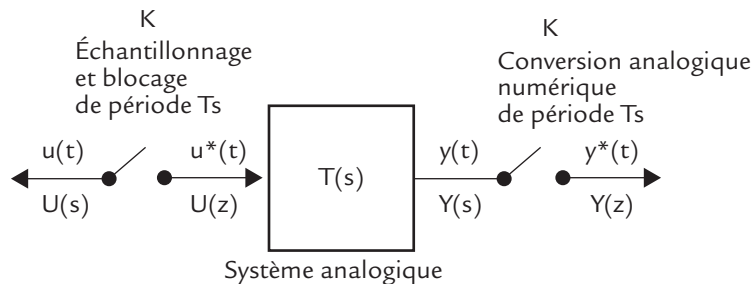 K
Échantillonnage
et blocage
de période Ts
K
Conversion analogique
numérique
de période Ts
u(t)
u*(t)
T(s)
y(t)
y*(t)
U(s)
U(z)
Y(s)
Y(z)
Système analogique